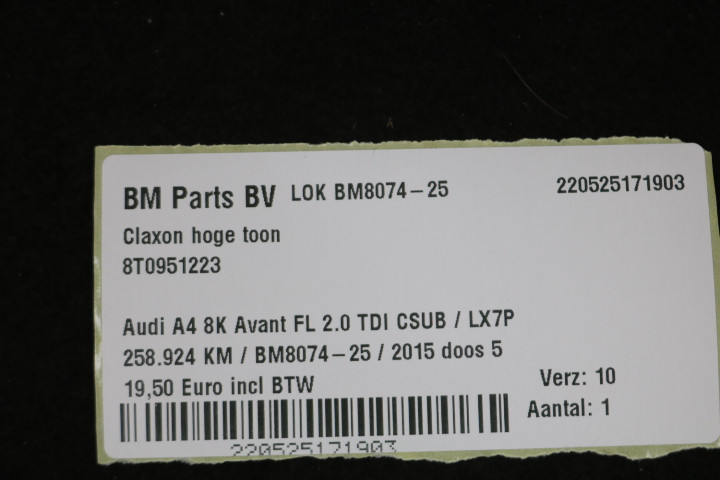 BM Parts BV LOK BM8074-25 220525171903
Claxon hoge toon
8T0951223
Audi A4 8K Avant FL 2.0 TDI CSUB / LX7P
258.924 KM / BM8074-25 / 2015 doos 5
19,50 Euro incl BTW Verz: 10
Aantal: 1
220525171903